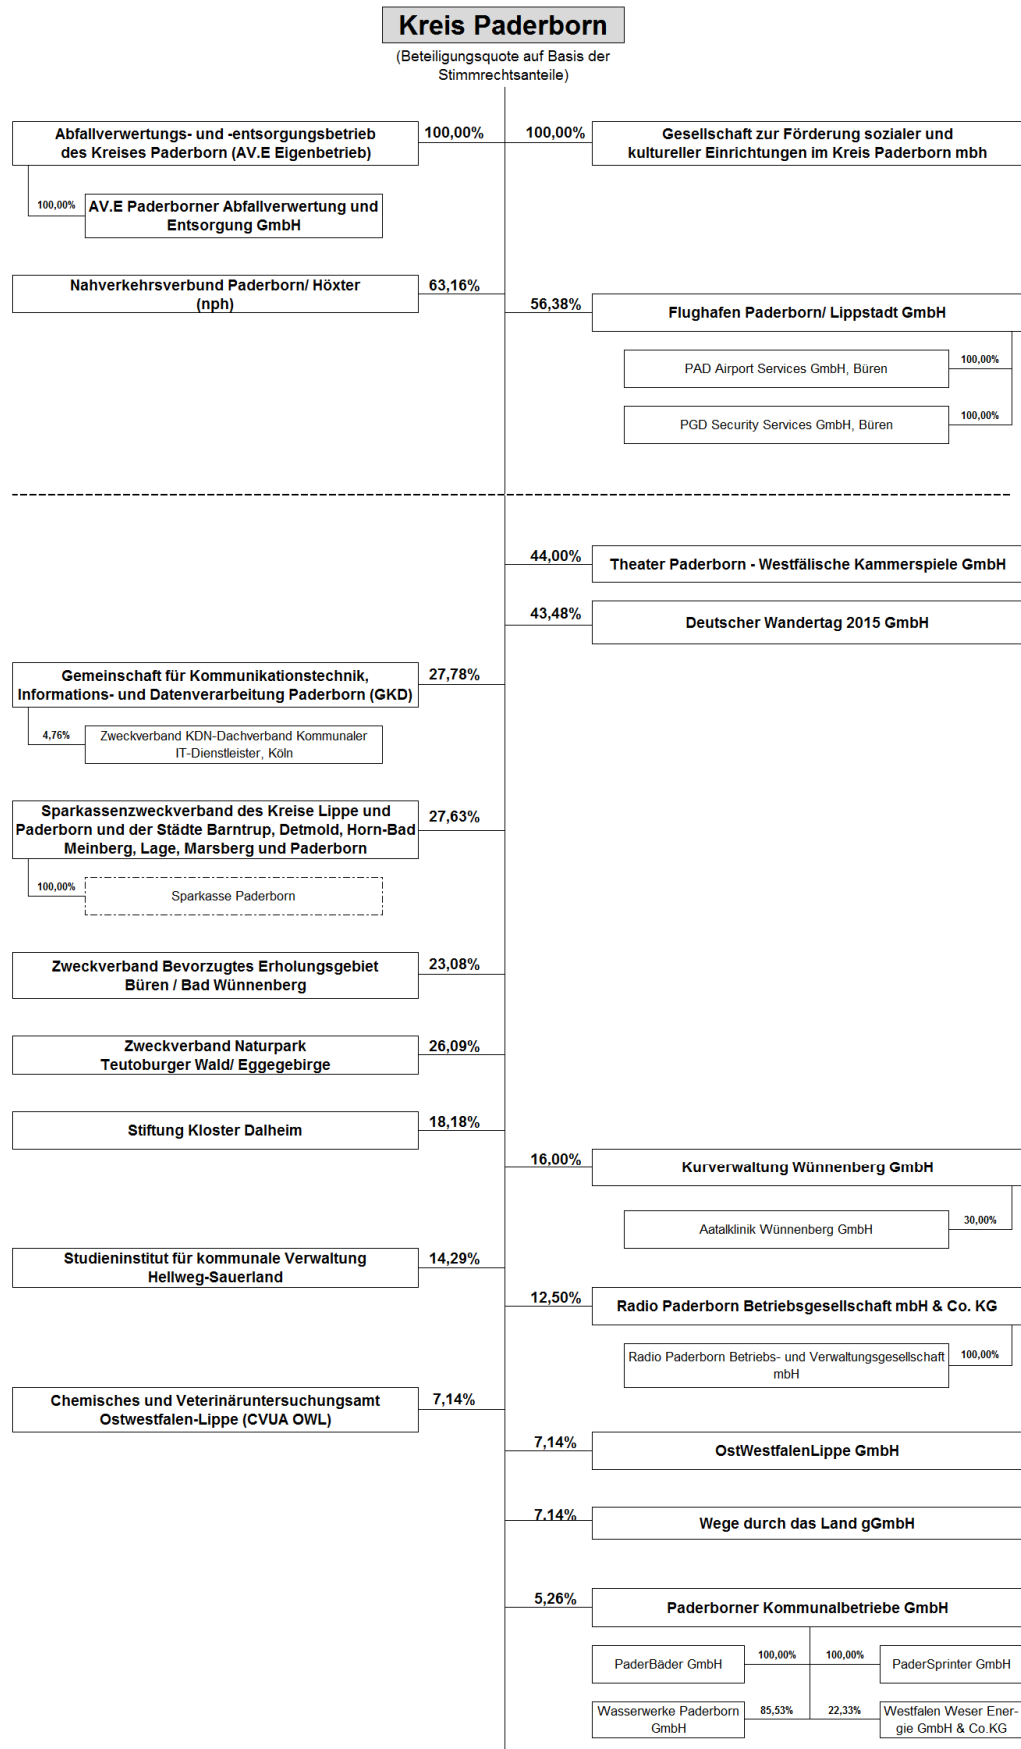 Kreis Paderborn
(Beteiligungsquote auf Basis der
Stimmrechtsanteile)
Abfallverwertungs- und -entsorgungsbetrieb
des Kreises Paderborn (AV.E Eigenbetrieb)
100,00%
100,00%
Gesellschaft zur Förderung sozialer und
kultureller Einrichtungen im Kreis Paderborn mbh
100,00%
AV.E Paderborner Abfallverwertung und
Entsorgung GmbH
Nahverkehrsverbund Paderborn/ Höxter
(nph)
63,16%
56,38%
Flughafen Paderborn/ Lippstadt GmbH
PAD Airport Services GmbH, Büren
100,00%
PGD Security Services GmbH, Büren
100,00%
44,00%
Theater Paderborn - Westfälische Kammerspiele GmbH
43,48%
Deutscher Wandertag 2015 GmbH
Gemeinschaft für Kommunikationstechnik,
Informations- und Datenverarbeitung Paderborn (GKD)
27,78%
4,76%
Zweckverband KDN-Dachverband Kommunaler
IT-Dienstleister, Köln
Sparkassenzweckverband des Kreise Lippe und
Paderborn und der Städte Barntrup, Detmold, Horn-Bad
Meinberg, Lage, Marsberg und Paderborn
27,63%
100,00%
Sparkasse Paderborn
Zweckverband Bevorzugtes Erholungsgebiet
Büren / Bad Wünnenberg
23,08%
Zweckverband Naturpark
Teutoburger Wald/ Eggegebirge
26,09%
Stiftung Kloster Dalheim
18,18%
16,00%
Kurverwaltung Wünnenberg GmbH
Aatalklinik Wünnenberg GmbH
30,00%
Studieninstitut für kommunale Verwaltung
Hellweg-Sauerland
14,29%
12,50%
Radio Paderborn Betriebsgesellschaft mbH & Co. KG
Radio Paderborn Betriebs- und Verwaltungsgesellschaft
mbH
100,00%
Chemisches und Veterinäruntersuchungsamt
Ostwestfalen-Lippe (CVUA OWL)
7,14%
7,14%
OstWestfalenLippe GmbH
7,14%
Wege durch das Land gGmbH
5,26%
Paderborner Kommunalbetriebe GmbH
PaderBäder GmbH
100,00%
100,00%
PaderSprinter GmbH
Wasserwerke Paderborn
GmbH
85,53%
22,33%
Westfalen Weser Ener-
gie GmbH & Co.KG